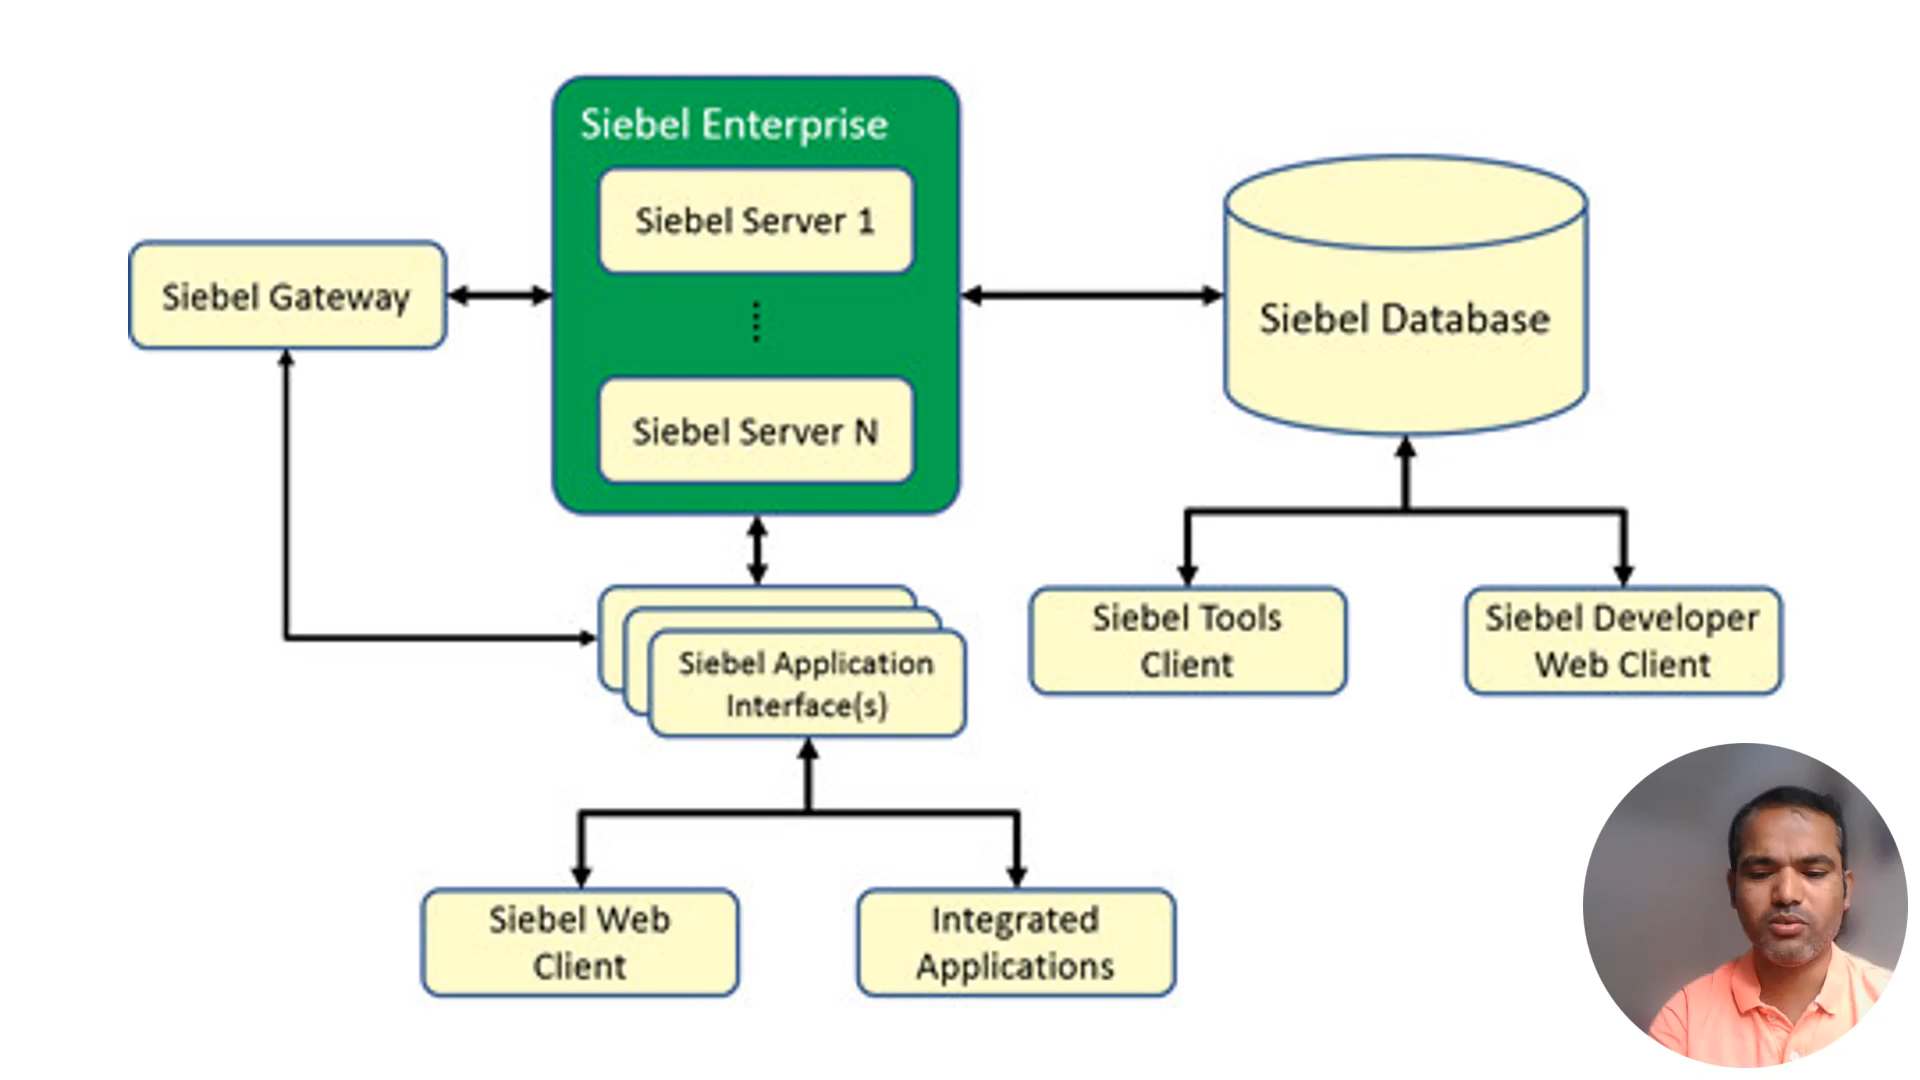 Siebel Enterprise
Siebel Server 1
Siebel Gateway
Siebel Database
Siebel Server N
Siebel Application
Interface(s)
Siebel Tools
Client
Siebel Developer
Web Client
Siebel Web
Client
Integrated
Applications